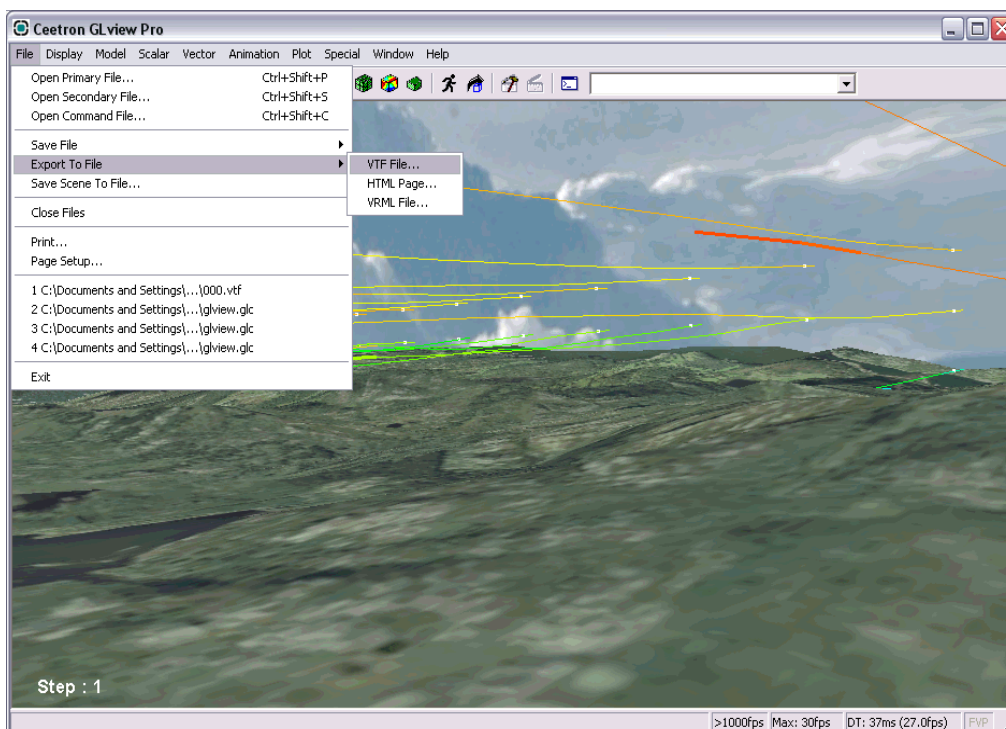 Ceetron GLview Pro
File Display Model Scalar Vector Animation Plot Special Window Help
Open Primary File... Ctrl+Shift+P
Open Secondary File... Ctrl+Shift+S
Open Command File... Ctrl+Shift+C
Save File
Export To File
VTF File...
Save Scene To File...
HTML Page...
VRML File...
Close Files
Print...
Page Setup...
1 C:\Documents and Settings\...\000.vtf
2 C:\Documents and Settings\...\glview.glc
3 C:\Documents and Settings\...\glview.glc
4 C:\Documents and Settings\...\glview.glc
Exit
Step : 1
>1000fps Max: 30fps DT: 37ms (27.0fps) FVP